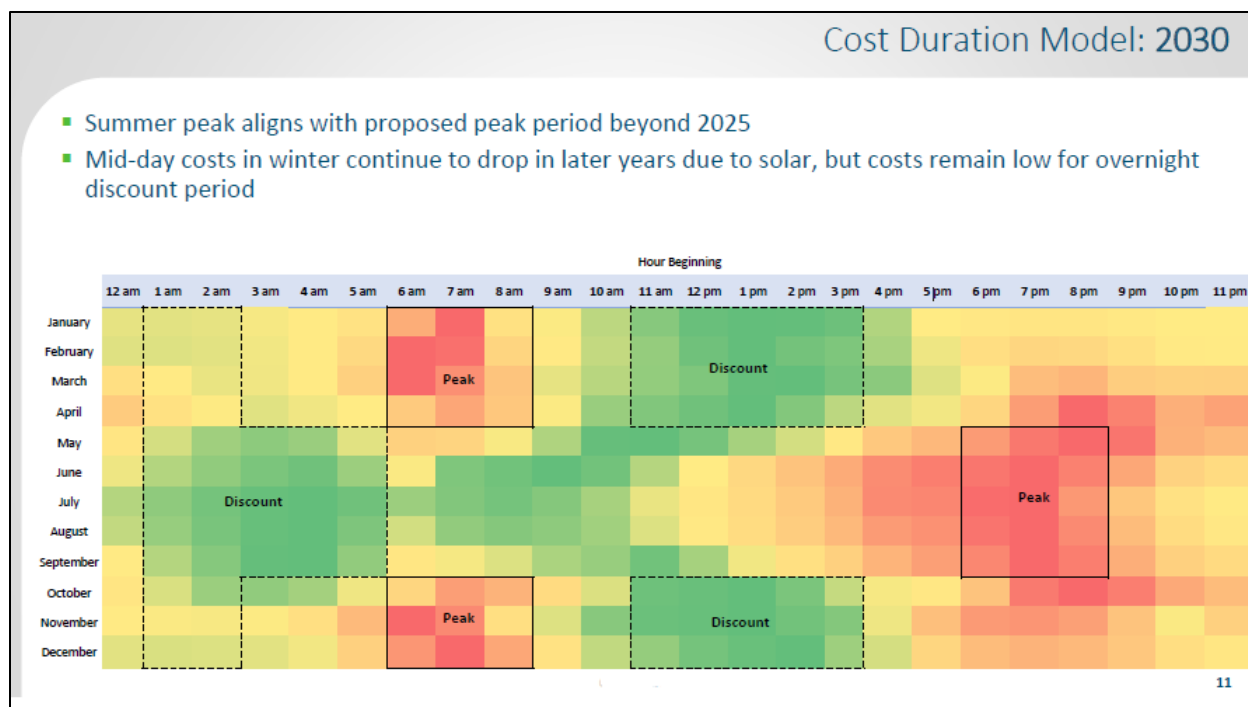 Cost Duration Model: 2030
Summer peak aligns with proposed peak period beyond 2025
Mid-day costs in winter continue to drop in later years due to solar, but costs remain low for overnight
discount period
Hour Beginning
12 am 1 am 2 am 3 am 4 am 5 am 6 am 7 am 8 am 9 am 10 am 11 am 12 pm 1 pm 2 pm 3 pm 4 pm 5pm 6 pm 7 pm 8 pm 9 pm 10 pm 11 pm
January
February
Discount
March
Peak
April
May
June
July
Discount
Peak
August
September
October
November
Peak
Discount
December
11